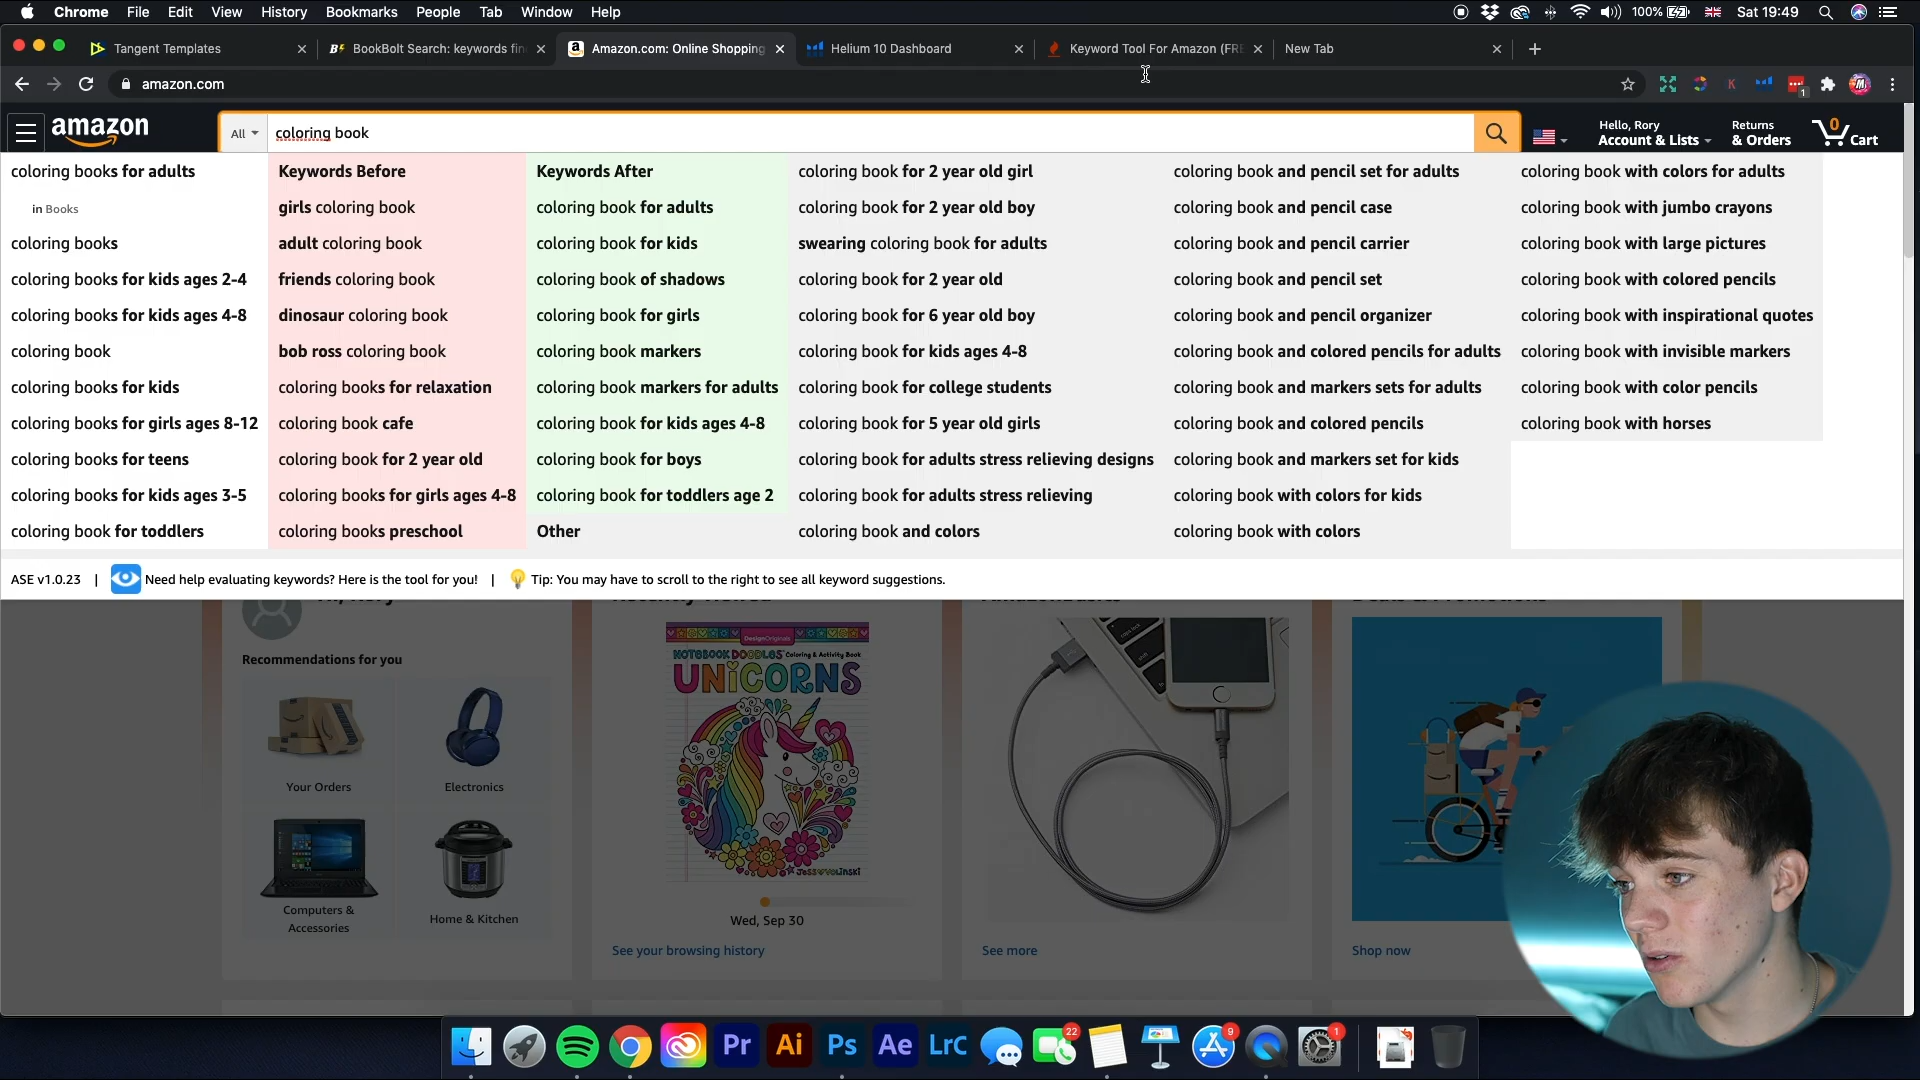 Chrome File Edit View History Bookmarks People Tab Window Help 100% Sat 19:49
Tangent Templates BookBolt Search: keywords fin Amazon.com: Online Shopping Helium 10 Dashboard Keyword Tool For Amazon (FRE New Tab
amazon.com
1
amazon All coloring book Hello, Rory Account & Lists Returns & Orders 0 Cart
coloring books for adults
in Books
coloring books
coloring books for kids ages 2-4
coloring books for kids ages 4-8
coloring book
coloring books for kids
coloring books for girls ages 8-12
coloring books for teens
coloring books for kids ages 3-5
coloring book for toddlers
Keywords Before
girls coloring book
adult coloring book
friends coloring book
dinosaur coloring book
bob ross coloring book
coloring books for relaxation
coloring book cafe
coloring book for 2 year old
coloring books for girls ages 4-8
coloring books preschool
Keywords After
coloring book for adults
coloring book for kids
coloring book of shadows
coloring book for girls
coloring book markers
coloring book markers for adults
coloring book for kids ages 4-8
coloring book for boys
coloring book for toddlers age 2
Other
coloring book for 2 year old girl
coloring book for 2 year old boy
swearing coloring book for adults
coloring book for 2 year old
coloring book for 6 year old boy
coloring book for kids ages 4-8
coloring book for college students
coloring book for 5 year old girls
coloring book for adults stress relieving designs
coloring book for adults stress relieving
coloring book and colors
coloring book and pencil set for adults
coloring book and pencil case
coloring book and pencil carrier
coloring book and pencil set
coloring book and pencil organizer
coloring book and colored pencils for adults
coloring book and markers sets for adults
coloring book and colored pencils
coloring book and markers set for kids
coloring book with colors for kids
coloring book with colors
coloring book with colors for adults
coloring book with jumbo crayons
coloring book with large pictures
coloring book with colored pencils
coloring book with inspirational quotes
coloring book with invisible markers
coloring book with color pencils
coloring book with horses
ASE v1.0.23 | Need help evaluating keywords? Here is the tool for you! | Tip: You may have to scroll to the right to see all keyword suggestions.
Recommendations for you
Your Orders
Electronics
Computers & Accessories
Home & Kitchen
DesignOriginals
NOTEBOOK DOODLES Coloring & Activity Book
UNICORNS
Jess Volinski
Wed, Sep 30
See your browsing history
See more
Shop now
Pr Ai Ps Ae LrC 22 9 1